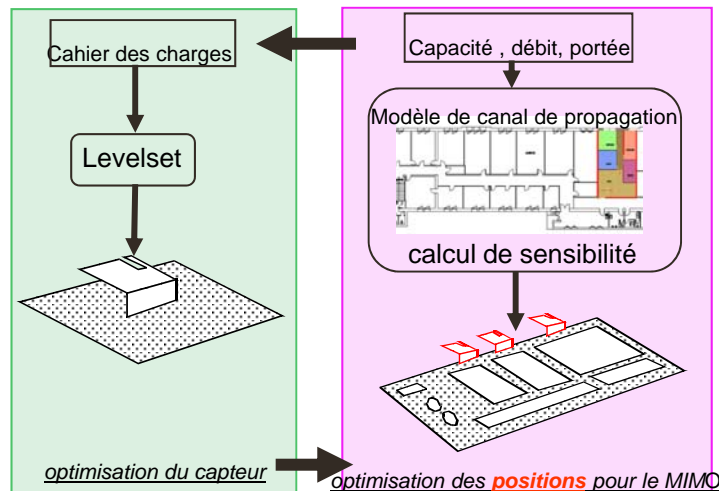 Cahier des charges
Levelset
optimisation du capteur
Capacité , débit, portée
Modèle de canal de propagation
calcul de sensibilité
optimisation des positions pour le MIMO